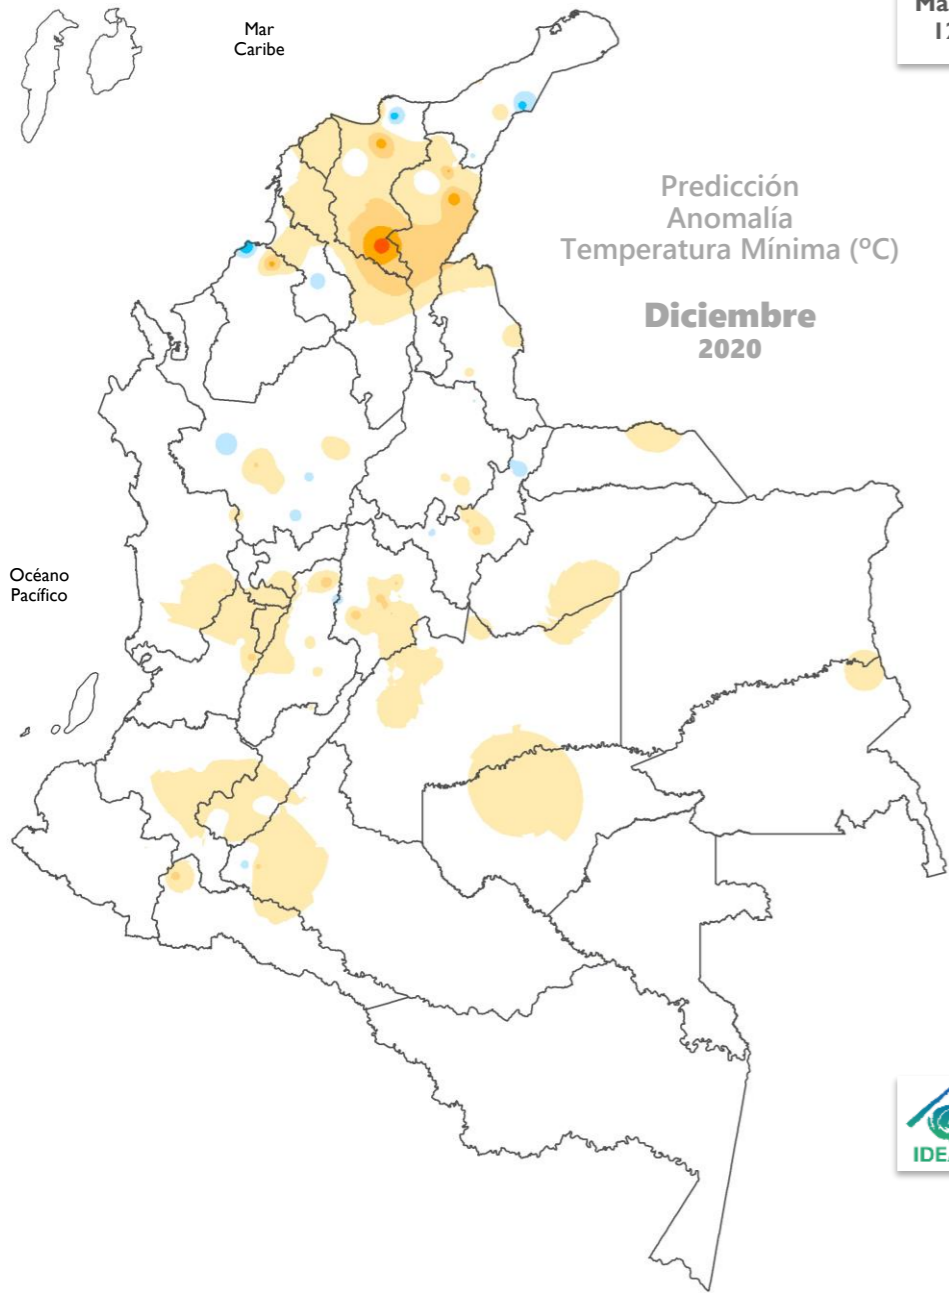 Mar
Caribe
Predicción
Anomalía
Temperatura Mínima (ºC)
Diciembre
2020
Océano
Pacífico